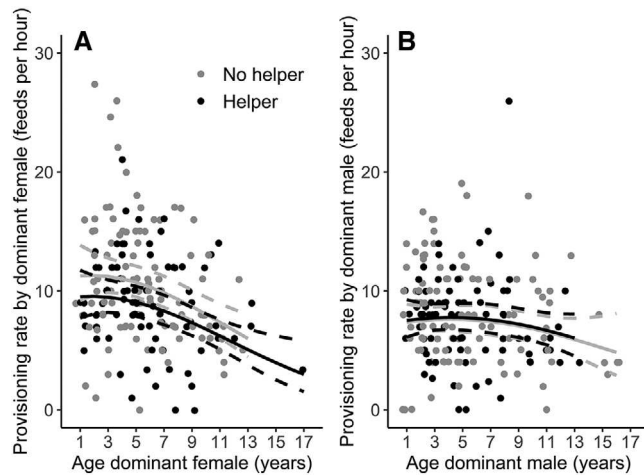 A
B
Provisioning rate by dominant female (feeds per hour)
30
20
10
0
No helper
Helper
1 3 5 7 9 11 13 15 17
Age dominant female (years)
Provisioning rate by dominant male (feeds per hour)
30
20
10
0
1 3 5 7 9 11 13 15 17
Age dominant male (years)